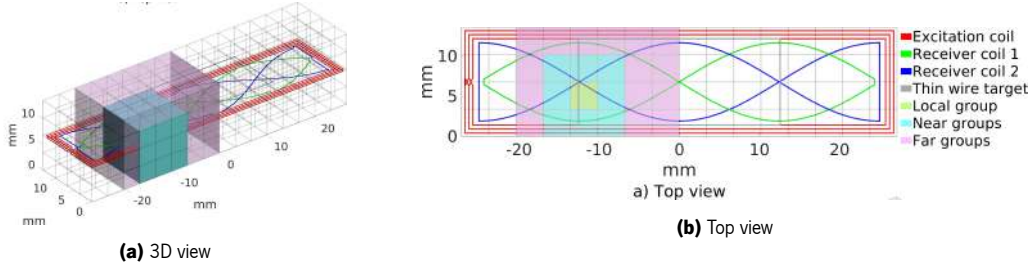 mm
10
5
0
10
5
0
mm
-20
-10
0
20
mm
(a) 3D view
mm
10
5
0
-20
-10
0
10
20
mm
a) Top view
Excitation coil
Receiver coil 1
Receiver coil 2
Thin wire target
Local group
Near groups
Far groups
(b) Top view